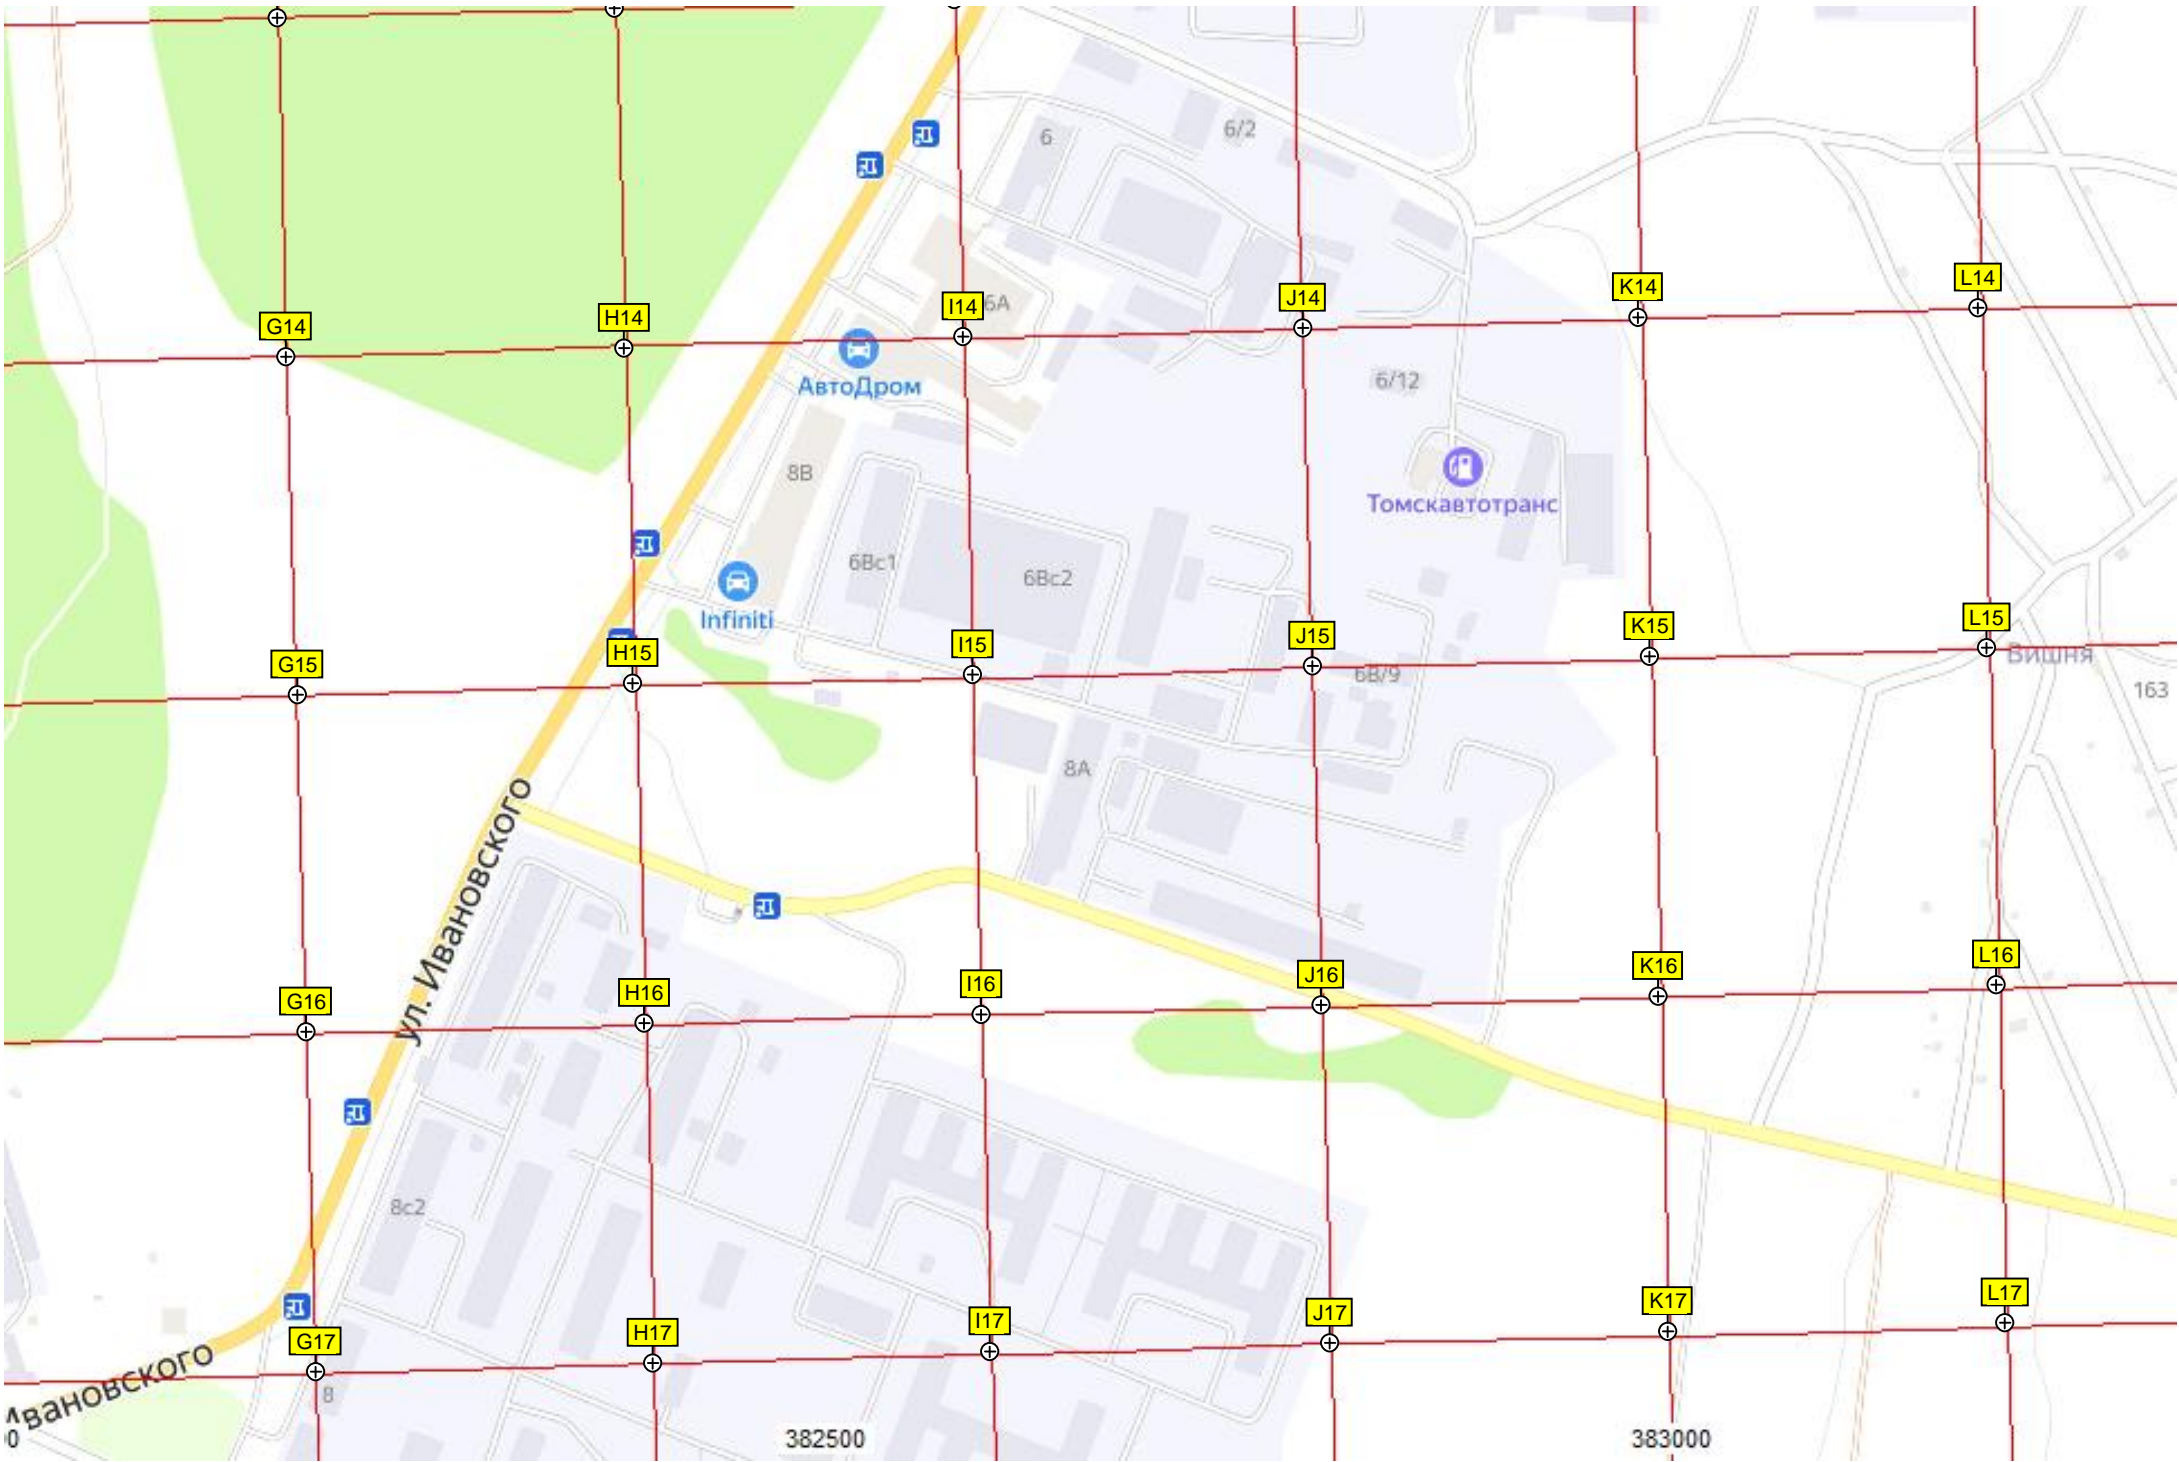 6
6/2
L14
K14
J14
I14
6А
H14
G14
АвтоДром
6/12
8В
Томскавтотранс
6Вс1
6Вс2
Infiniti
L15
K15
J15
I15
H15
G15
Вишня
6В/9
163
8А
ул. Ивановского
L16
K16
J16
I16
H16
G16
8с2
L17
K17
J17
I17
H17
G17
Ивановского
8
0
382500
383000